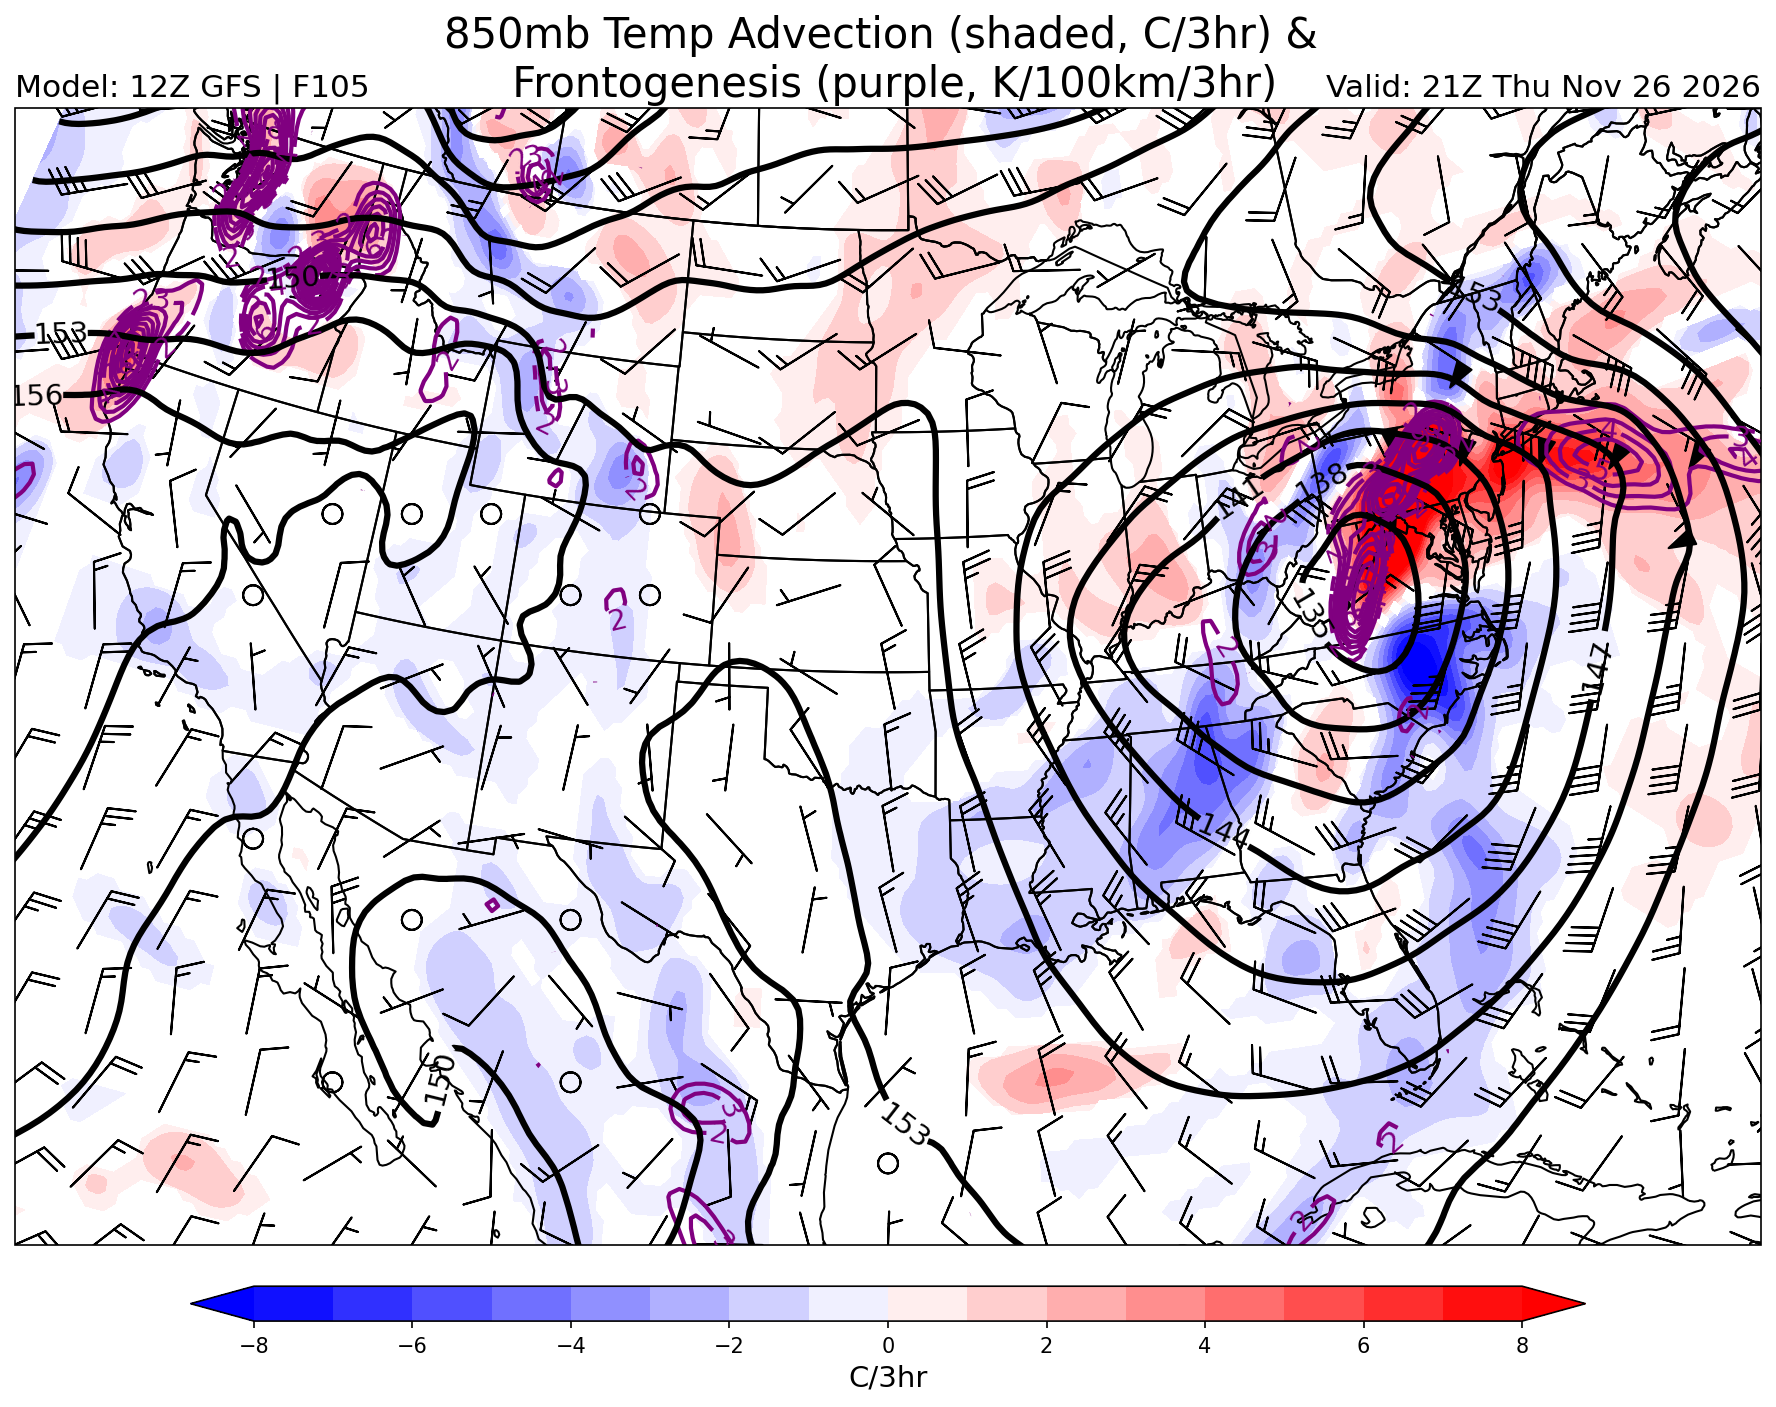 850mb Temp Advection (shaded, C/3hr) &
Model: 12Z GFS | F105
Frontogenesis (purple, K/100km/3hr)
Valid: 21Z Thu Nov 26 2026
150
153
156
153
141
138
135
147
144
150
153
−8 −6 −4 −2 0 2 4 6 8
C/3hr